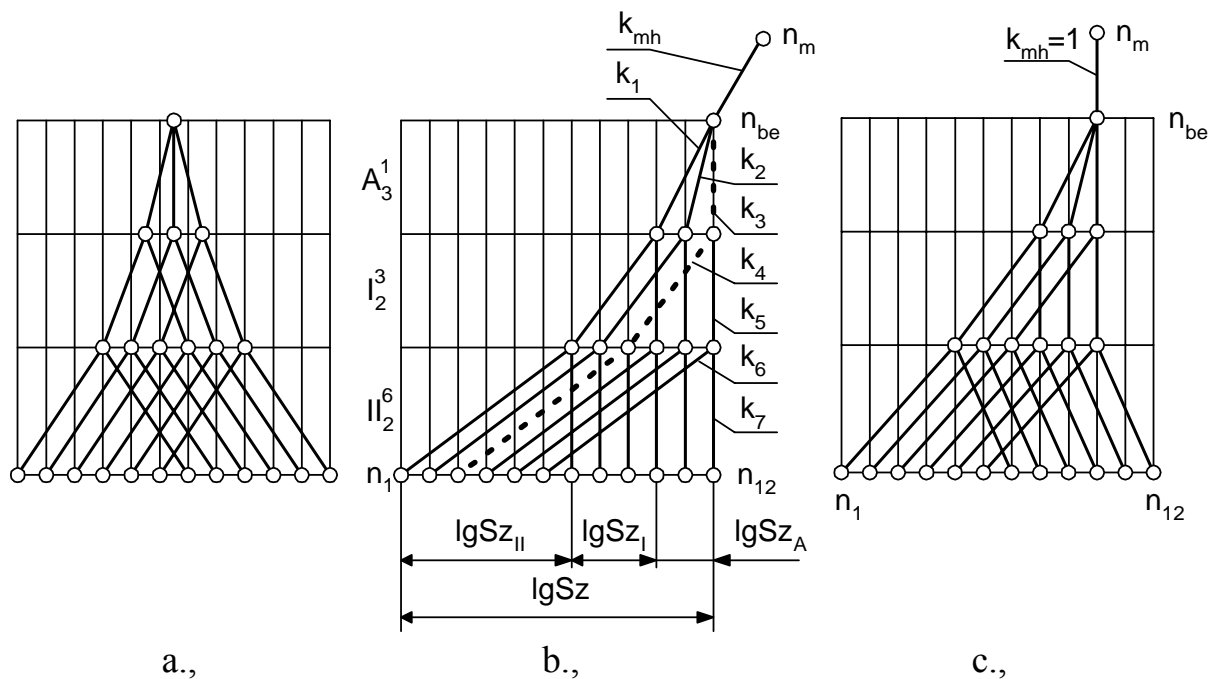 k_mh
n_m
k_1
n_be
A_3^1
k_2
k_3
I_2^3
k_4
k_5
II_2^6
k_6
k_7
n_1
n_12
lgSz_II
lgSz_I
lgSz_A
lgSz
k_mh=1
n_m
n_be
n_1
n_12
a.,
b.,
c.,